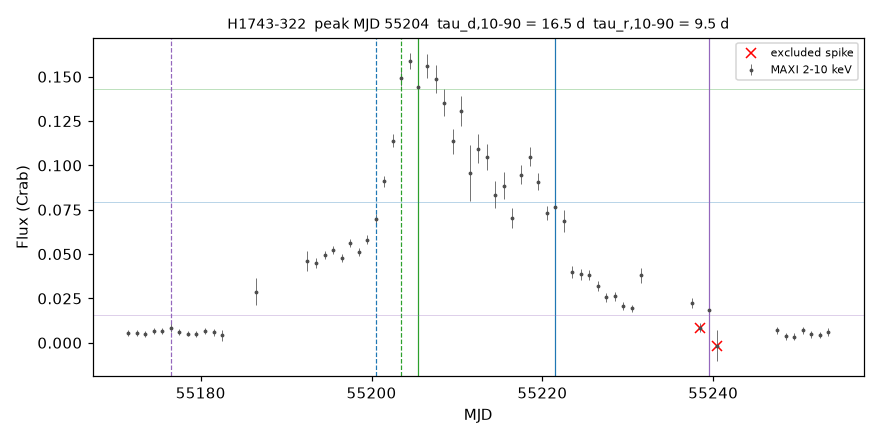 H1743-322  peak MJD 55204  tau_d,10-90 = 16.5 d  tau_r,10-90 = 9.5 d
excluded spike
MAXI 2-10 keV
0.150
0.125
0.100
0.075
0.050
0.025
0.000
Flux (Crab)
55180
55200
55220
55240
MJD